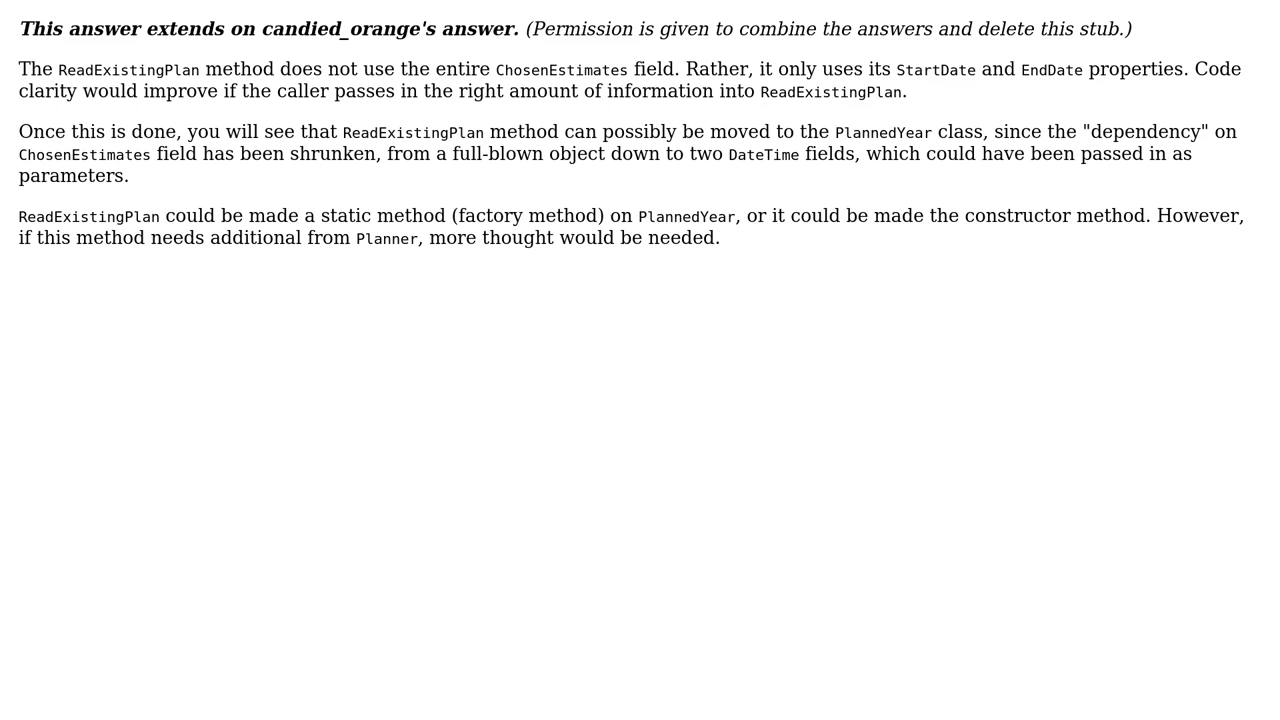 This answer extends on candied_orange's answer. (Permission is given to combine the answers and delete this stub.)
The ReadExistingPlan method does not use the entire ChosenEstimates field. Rather, it only uses its StartDate and EndDate properties. Code
clarity would improve if the caller passes in the right amount of information into ReadExistingPlan.
Once this is done, you will see that ReadExistingPlan method can possibly be moved to the PlannedYear class, since the "dependency" on
ChosenEstimates field has been shrunken, from a full-blown object down to two DateTime fields, which could have been passed in as
parameters.
ReadExistingPlan could be made a static method (factory method) on PlannedYear, or it could be made the constructor method. However,
if this method needs additional from Planner, more thought would be needed.